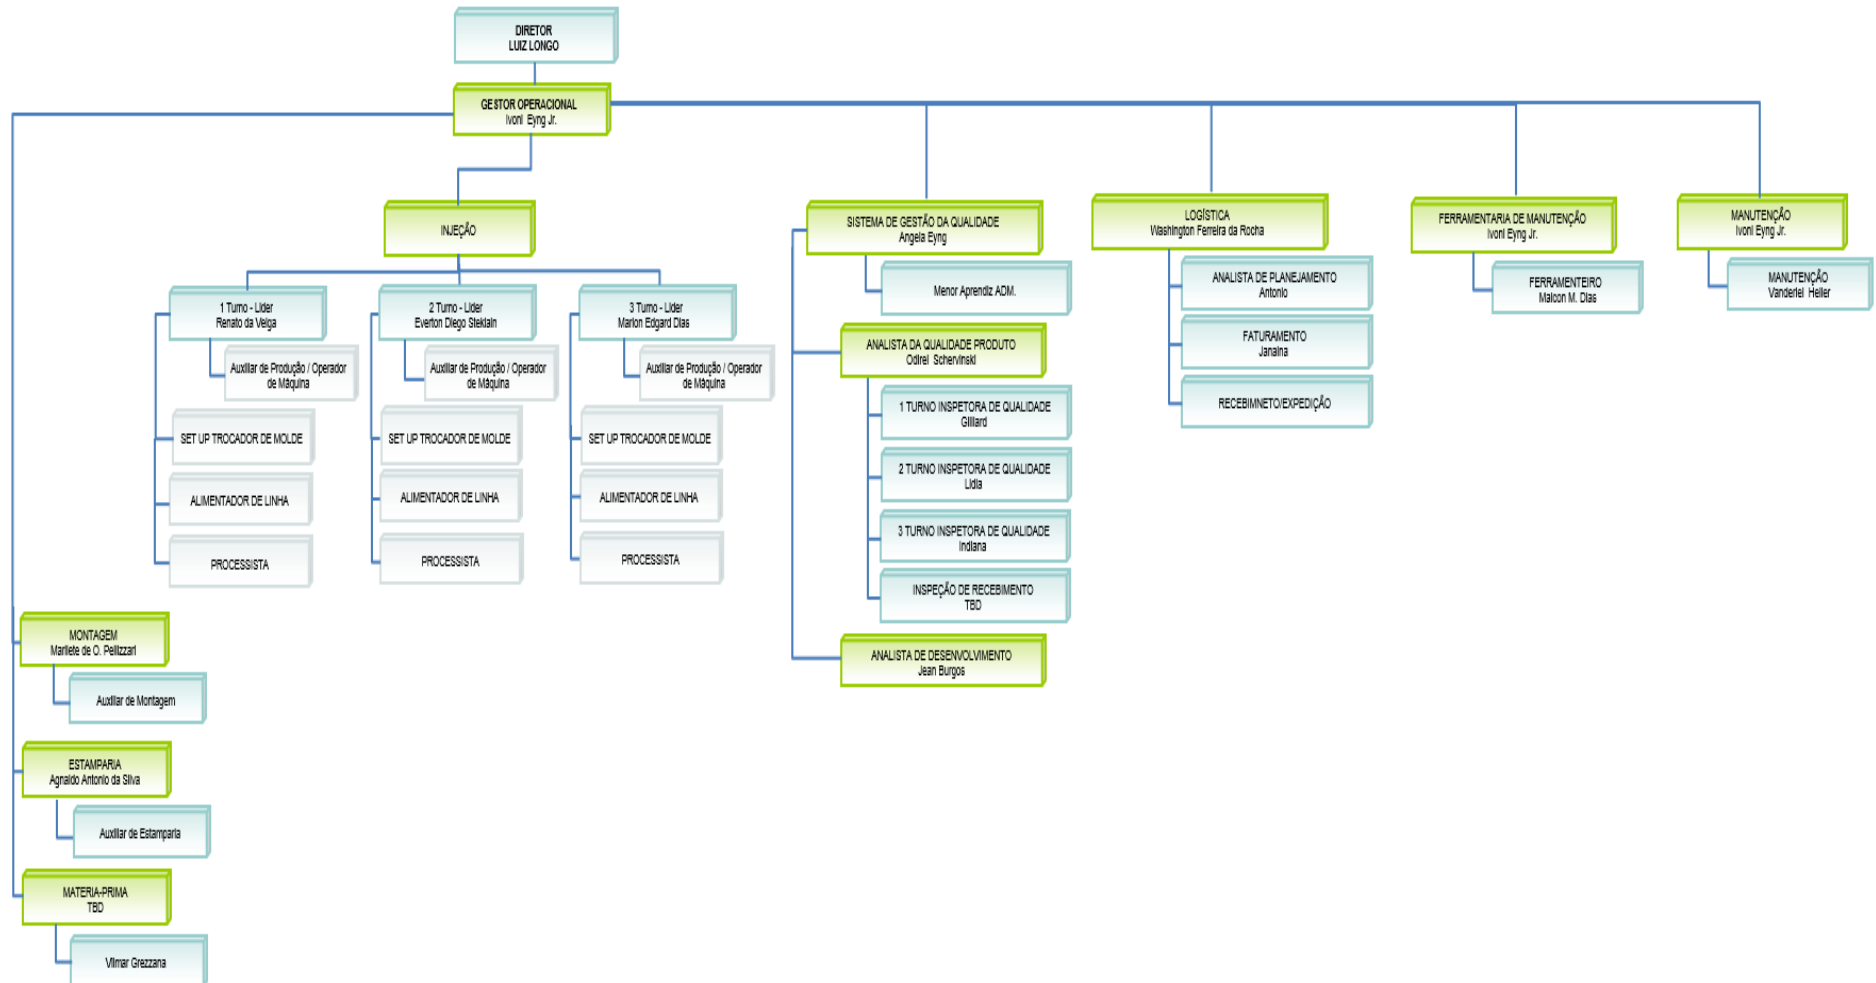 DIRETOR
LUIZ LONGO
GESTOR OPERACIONAL
Ivoni Eyng Jr.
INJEÇÃO
1 Turno - Líder
Renato da Veiga
Auxiliar de Produção / Operador
de Máquina
SET UP TROCADOR DE MOLDE
ALIMENTADOR DE LINHA
PROCESSISTA
2 Turno - Líder
Everton Diego Steklain
Auxiliar de Produção / Operador
de Máquina
SET UP TROCADOR DE MOLDE
ALIMENTADOR DE LINHA
PROCESSISTA
3 Turno - Líder
Marlon Edgard Dias
Auxiliar de Produção / Operador
de Máquina
SET UP TROCADOR DE MOLDE
ALIMENTADOR DE LINHA
PROCESSISTA
SISTEMA DE GESTÃO DA QUALIDADE
Angela Eyng
Menor Aprendiz ADM.
ANALISTA DA QUALIDADE PRODUTO
Odirei Schervinski
1 TURNO INSPETORA DE QUALIDADE
Gilliard
2 TURNO INSPETORA DE QUALIDADE
Lidia
3 TURNO INSPETORA DE QUALIDADE
Indiana
INSPEÇÃO DE RECEBIMENTO
TBD
ANALISTA DE DESENVOLVIMENTO
Jean Burgos
LOGÍSTICA
Washington Ferreira da Rocha
ANALISTA DE PLANEJAMENTO
Antonio
FATURAMENTO
Janaina
RECEBIMNETO/EXPEDIÇÃO
FERRAMENTARIA DE MANUTENÇÃO
Ivoni Eyng Jr.
FERRAMENTEIRO
Maicon M. Dias
MANUTENÇÃO
Ivoni Eyng Jr.
MANUTENÇÃO
Vanderlei Heller
MONTAGEM
Marilete de O. Pellizzari
Auxiliar de Montagem
ESTAMPARIA
Agnaldo Antonio da Silva
Auxiliar de Estamparia
MATERIA-PRIMA
TBD
Vilmar Grezzana